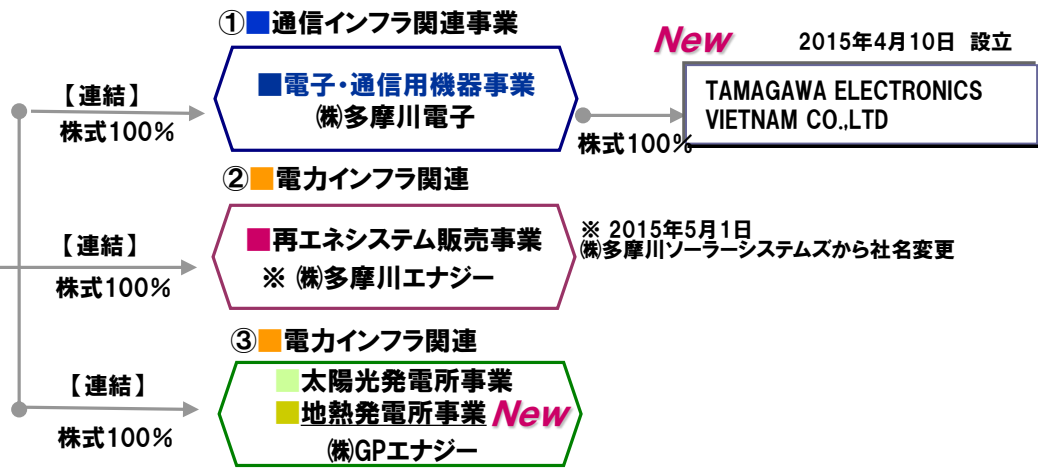 ①■通信インフラ関連事業
New 2015年4月10日 設立
【連結】
株式100%
■電子・通信用機器事業
㈱多摩川電子
株式100%
TAMAGAWA ELECTRONICS
VIETNAM CO.,LTD
②■電力インフラ関連
【連結】
株式100%
■再エネシステム販売事業
※ ㈱多摩川エナジー
※ 2015年5月1日
㈱多摩川ソーラーシステムズから社名変更
③■電力インフラ関連
【連結】
株式100%
■太陽光発電所事業
■地熱発電所事業 New
㈱GPエナジー